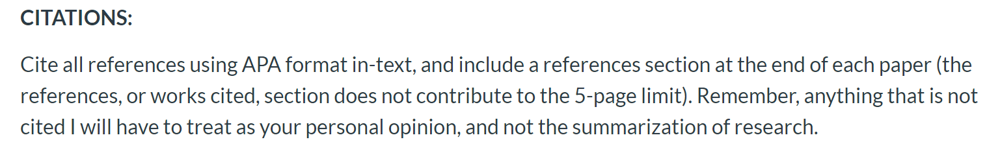 CITATIONS:
Cite all references using APA format in-text, and include a references section at the end of each paper (the
references, or works cited, section does not contribute to the 5-page limit). Remember, anything that is not
cited I will have to treat as your personal opinion, and not the summarization of research.